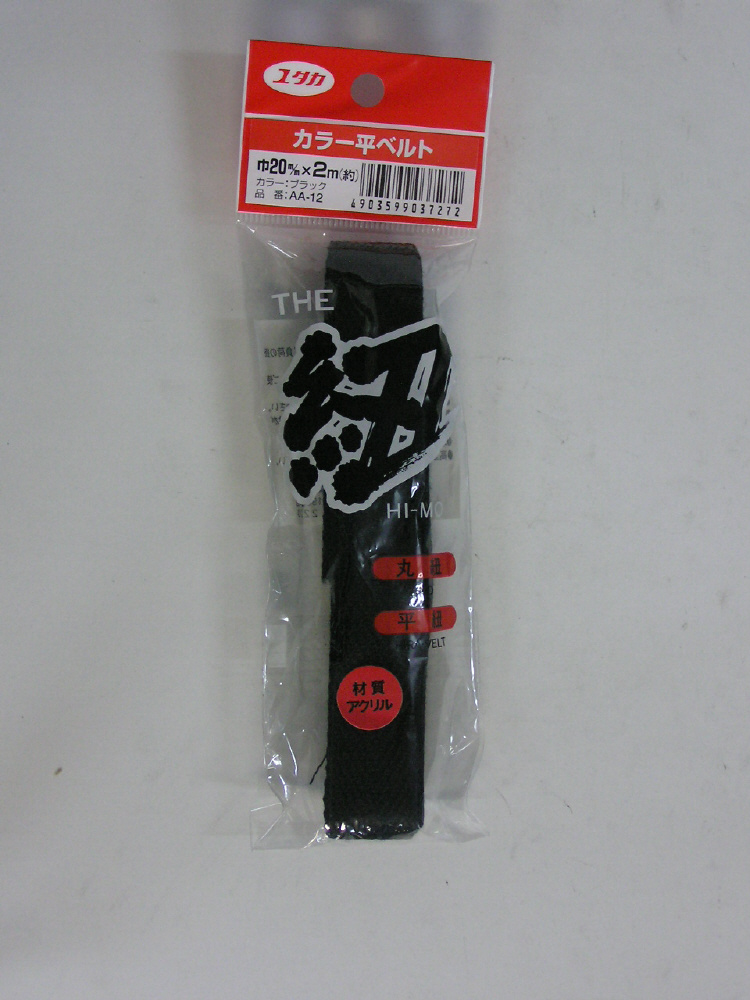 ユタカ
カラー平ベルト
巾20m/m×2m(約)
カラー:ブラック
品 番:AA-12
4903599037272
THE
紐
HI-MO
丸 紐
平 紐
材質
アクリル